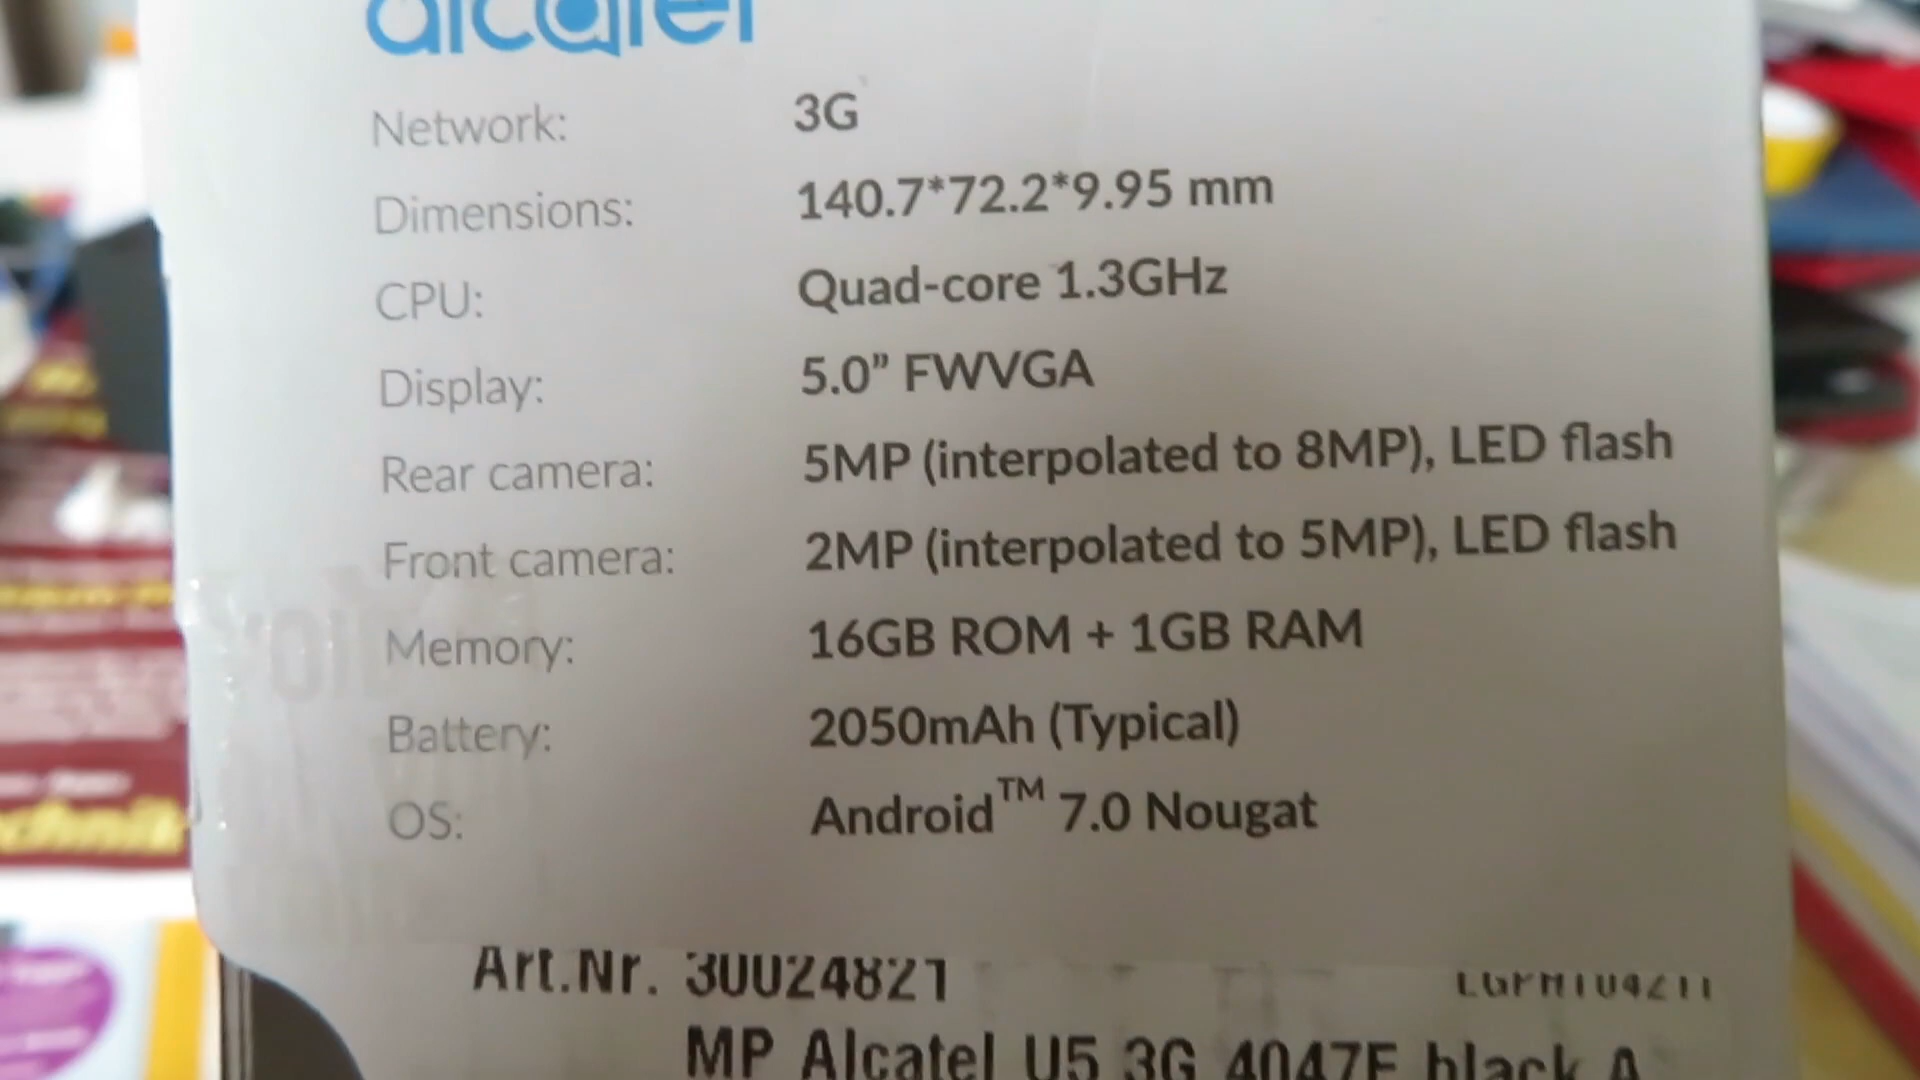 alcatel
Network: 3G
Dimensions: 140.7*72.2*9.95 mm
CPU: Quad-core 1.3GHz
Display: 5.0” FWVGA
Rear camera: 5MP (interpolated to 8MP), LED flash
Front camera: 2MP (interpolated to 5MP), LED flash
Memory: 16GB ROM + 1GB RAM
Battery: 2050mAh (Typical)
OS: Android™ 7.0 Nougat
Art.Nr. 30024821
MP Alcatel U5 3G 4047F black A